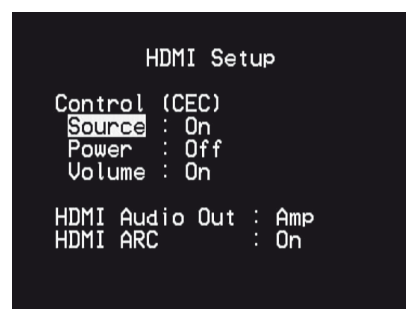 HDMI Setup
Control (CEC)
Source : On
Power : Off
Volume : On
HDMI Audio Out : Amp
HDMI ARC : On